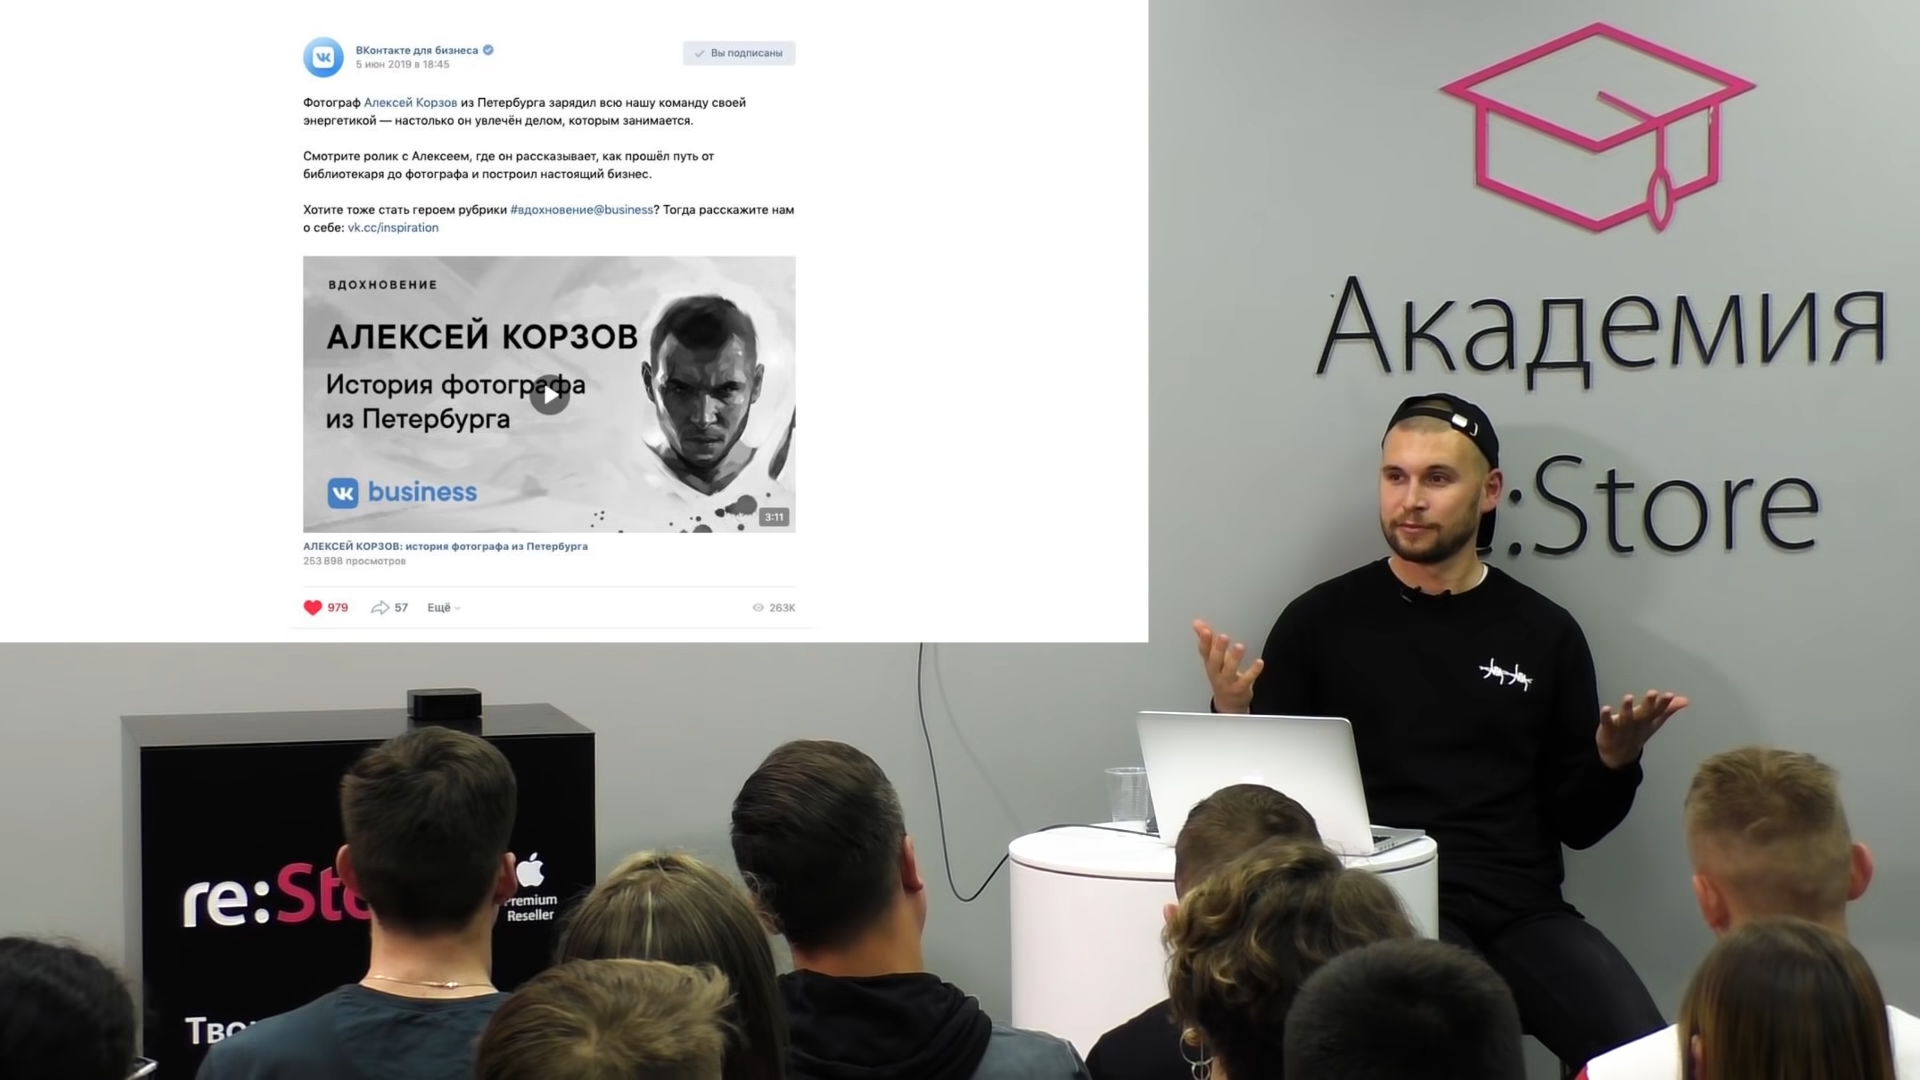 ВКонтакте для бизнеса
5 июн 2019 в 18:45
Вы подписаны
Фотограф Алексей Корзов из Петербурга зарядил всю нашу команду своей
энергетикой — настолько он увлечён делом, которым занимается.
Смотрите ролик с Алексеем, где он рассказывает, как прошёл путь от
библиотекаря до фотографа и построил настоящий бизнес.
Хотите тоже стать героем рубрики #вдохновение@business? Тогда расскажите нам
о себе: vk.cc/inspiration
ВДОХНОВЕНИЕ
АЛЕКСЕЙ КОРЗОВ
История фотографа
из Петербурга
VK business
3:11
АЛЕКСЕЙ КОРЗОВ: история фотографа из Петербурга
253 898 просмотров
979
57
Ещё
263K
Академия
:Store
re:Sto
Premium
Reseller